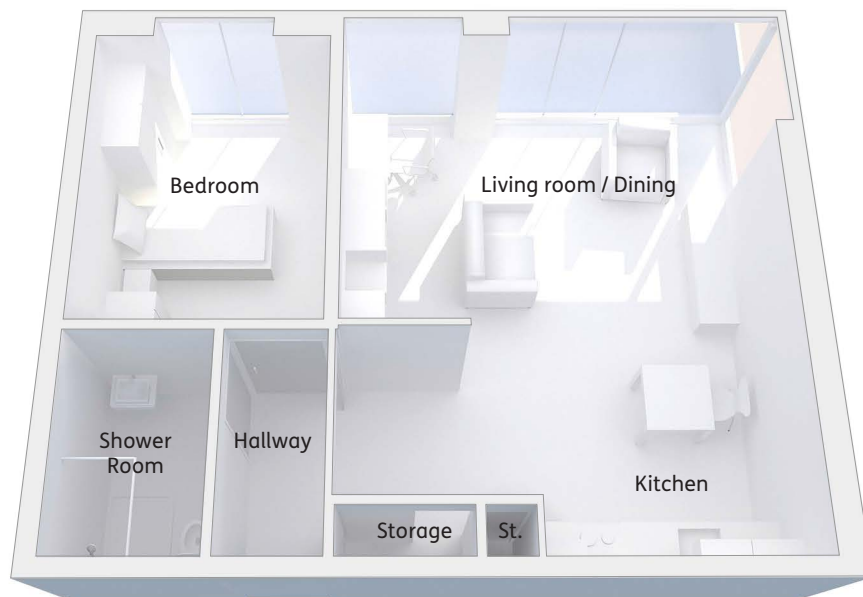 Bedroom
Living room / Dining
Shower
Room
Hallway
Kitchen
Storage
St.